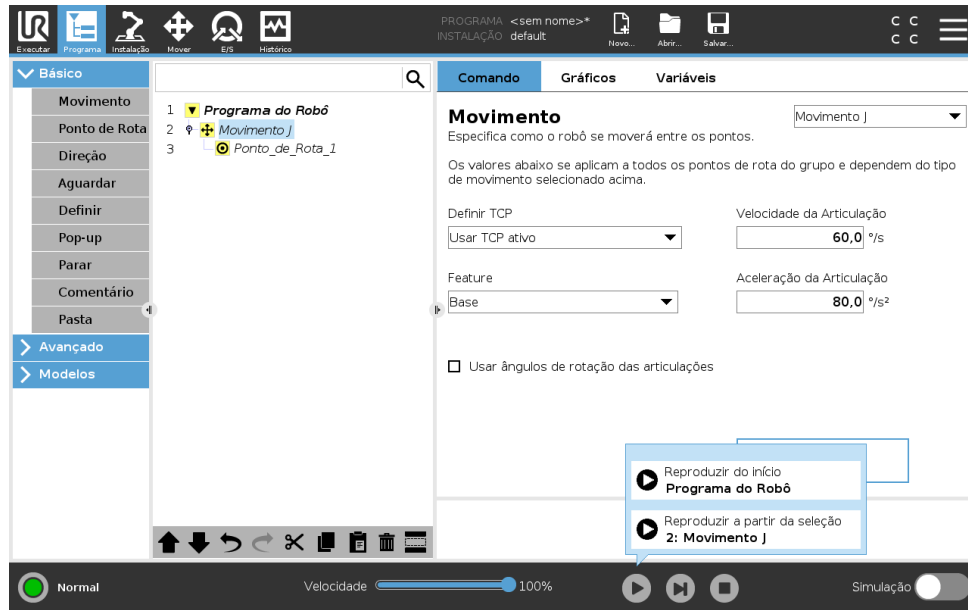 UR
PROGRAMA <sem nome>*
INSTALAÇÃO default
Executar Programa Instalação Mover E/S Histórico
Novo... Abrir... Salvar...
C C
C C
Básico
Movimento
Ponto de Rota
Direção
Aguardar
Definir
Pop-up
Parar
Comentário
Pasta
Avançado
Modelos
1 Programa do Robô
2 Movimento J
3 Ponto_de_Rota_1
Comando Gráficos Variáveis
Movimento
Movimento J
Especifica como o robô se moverá entre os pontos.
Os valores abaixo se aplicam a todos os pontos de rota do grupo e dependem do tipo
de movimento selecionado acima.
Definir TCP
Velocidade da Articulação
Usar TCP ativo
60,0 °/s
Feature
Aceleração da Articulação
Base
80,0 °/s²
Usar ângulos de rotação das articulações
Reproduzir do início
Programa do Robô
Reproduzir a partir da seleção
2: Movimento J
Normal
Velocidade 100%
Simulação